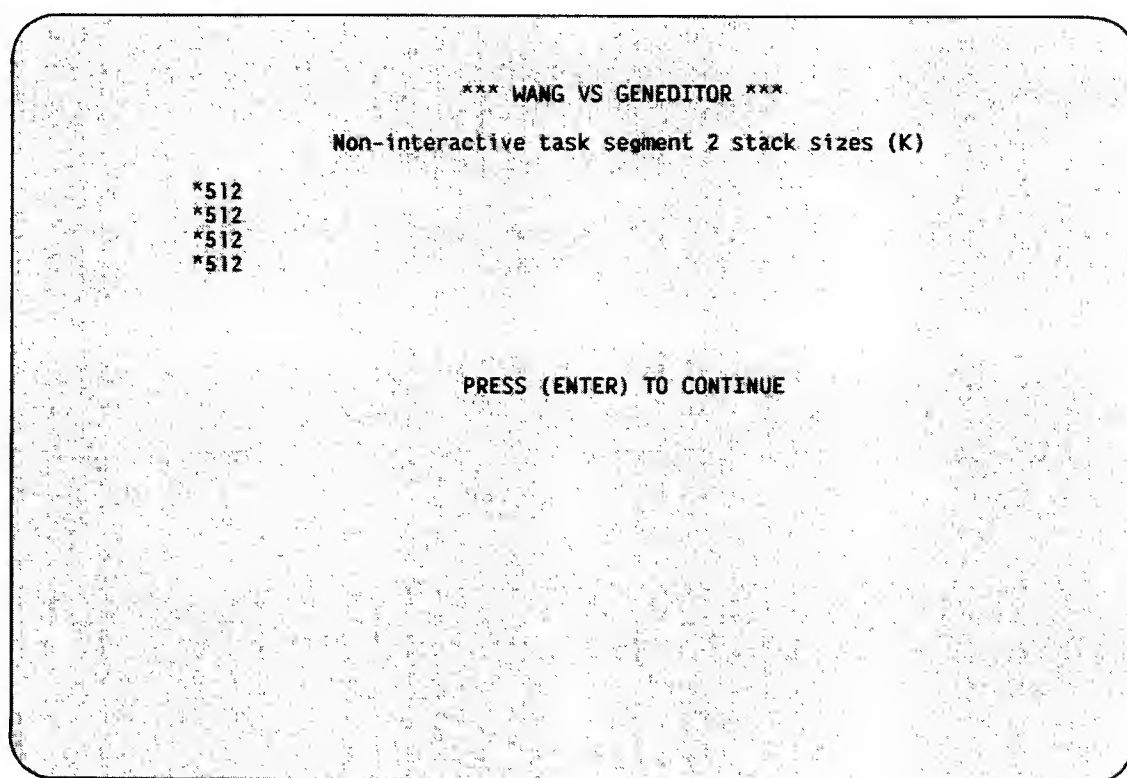 *** WANG VS GENEDITOR ***
Non-interactive task segment 2 stack sizes (K)
*512
*512
*512
*512
PRESS (ENTER) TO CONTINUE